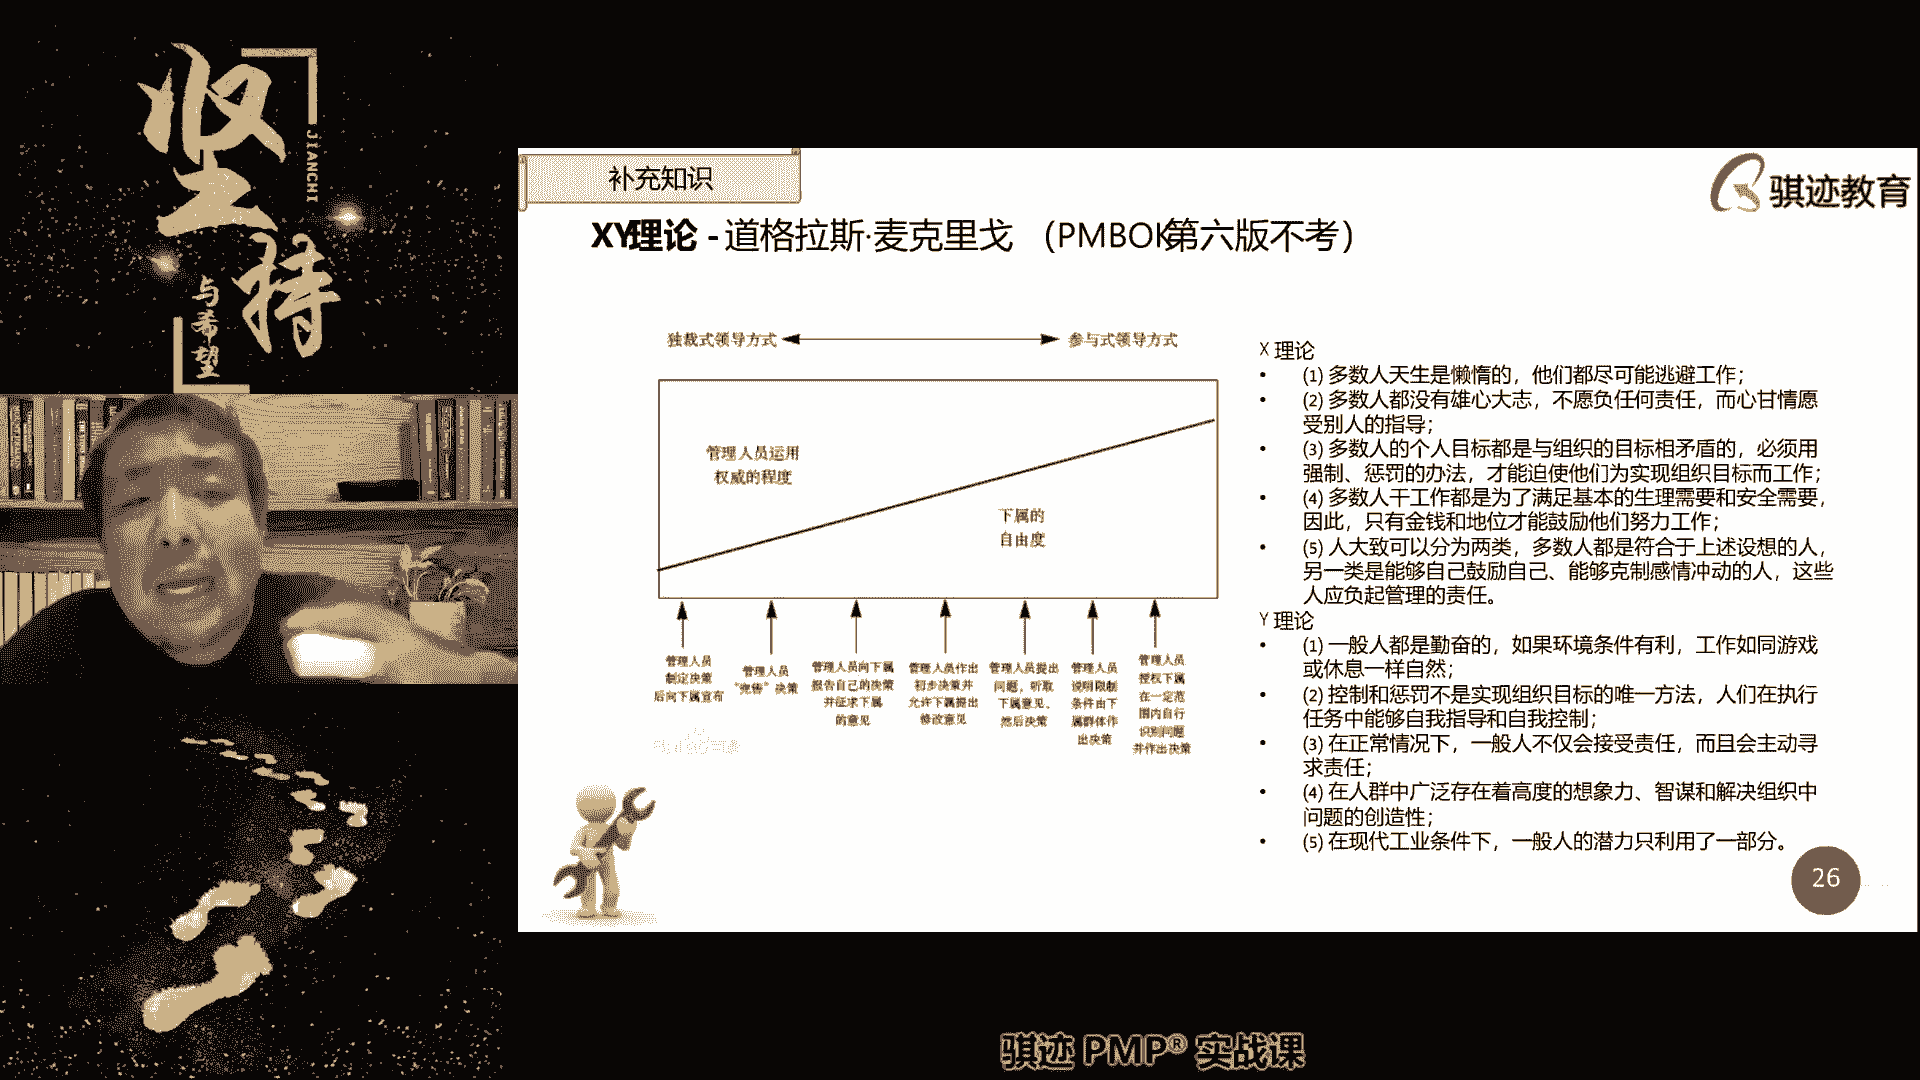 坚持
JIANCHI
与希望
补充知识
骐迹教育
XY理论 - 道格拉斯·麦克里戈 （PMBOK第六版不考）
独裁式领导方式
参与式领导方式
管理人员运用
权威的程度
下属的
自由度
管理人员
制定决策
后向下属宣布
管理人员
“兜售”决策
管理人员向下属
报告自己的决策
并征求下属
的意见
管理人员作出
初步决策并
允许下属提出
修改意见
管理人员提出
问题，听取
下属意见，
然后决策
管理人员
说明限制
条件由下
属群体作
出决策
管理人员
授权下属
在一定范
围内自行
识别问题
并作出决策
X 理论
• (1) 多数人天生是懒惰的，他们都尽可能逃避工作；
• (2) 多数人都没有雄心大志，不愿负任何责任，而心甘情愿
受别人的指导；
• (3) 多数人的个人目标都是与组织的目标相矛盾的，必须用
强制、惩罚的办法，才能迫使他们为实现组织目标而工作；
• (4) 多数人干工作都是为了满足基本的生理需要和安全需要，
因此，只有金钱和地位才能鼓励他们努力工作；
• (5) 人大致可以分为两类，多数人都是符合于上述设想的人，
另一类是能够自己鼓励自己、能够克制感情冲动的人，这些
人应负起管理的责任。
Y 理论
• (1) 一般人都是勤奋的，如果环境条件有利，工作如同游戏
或休息一样自然；
• (2) 控制和惩罚不是实现组织目标的唯一方法，人们在执行
任务中能够自我指导和自我控制；
• (3) 在正常情况下，一般人不仅会接受责任，而且会主动寻
求责任；
• (4) 在人群中广泛存在着高度的想象力、智谋和解决组织中
问题的创造性；
• (5) 在现代工业条件下，一般人的潜力只利用了一部分。
26
骐迹 PMP® 实战课